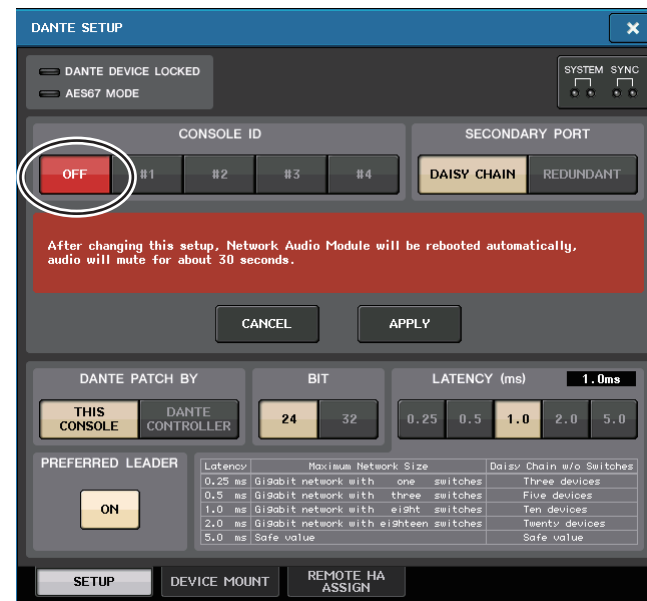 DANTE SETUP
DANTE DEVICE LOCKED
AES67 MODE
SYSTEM SYNC
CONSOLE ID
OFF #1 #2 #3 #4
SECONDARY PORT
DAISY CHAIN REDUNDANT
After changing this setup, Network Audio Module will be rebooted automatically,
audio will mute for about 30 seconds.
CANCEL APPLY
DANTE PATCH BY
THIS
CONSOLE
DANTE
CONTROLLER
BIT
24 32
LATENCY (ms) 1.0ms
0.25 0.5 1.0 2.0 5.0
PREFERRED LEADER
ON
Latency Maximum Network Size Daisy Chain w/o Switches
0.25 ms Gigabit network with one switches Three devices
0.5 ms Gigabit network with three switches Five devices
1.0 ms Gigabit network with eight switches Ten devices
2.0 ms Gigabit network with eighteen switches Twenty devices
5.0 ms Safe value Safe value
SETUP
DEVICE MOUNT
REMOTE HA
ASSIGN